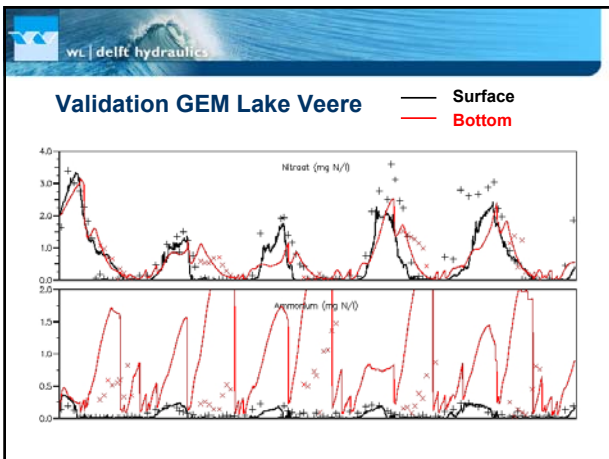 WL | delft hydraulics
Validation GEM Lake Veere
Surface
Bottom
Nitraat (mg N/l)
4.0
3.0
2.0
1.0
0.0
Ammonium (mg N/l)
2.0
1.5
1.0
0.5
0.0